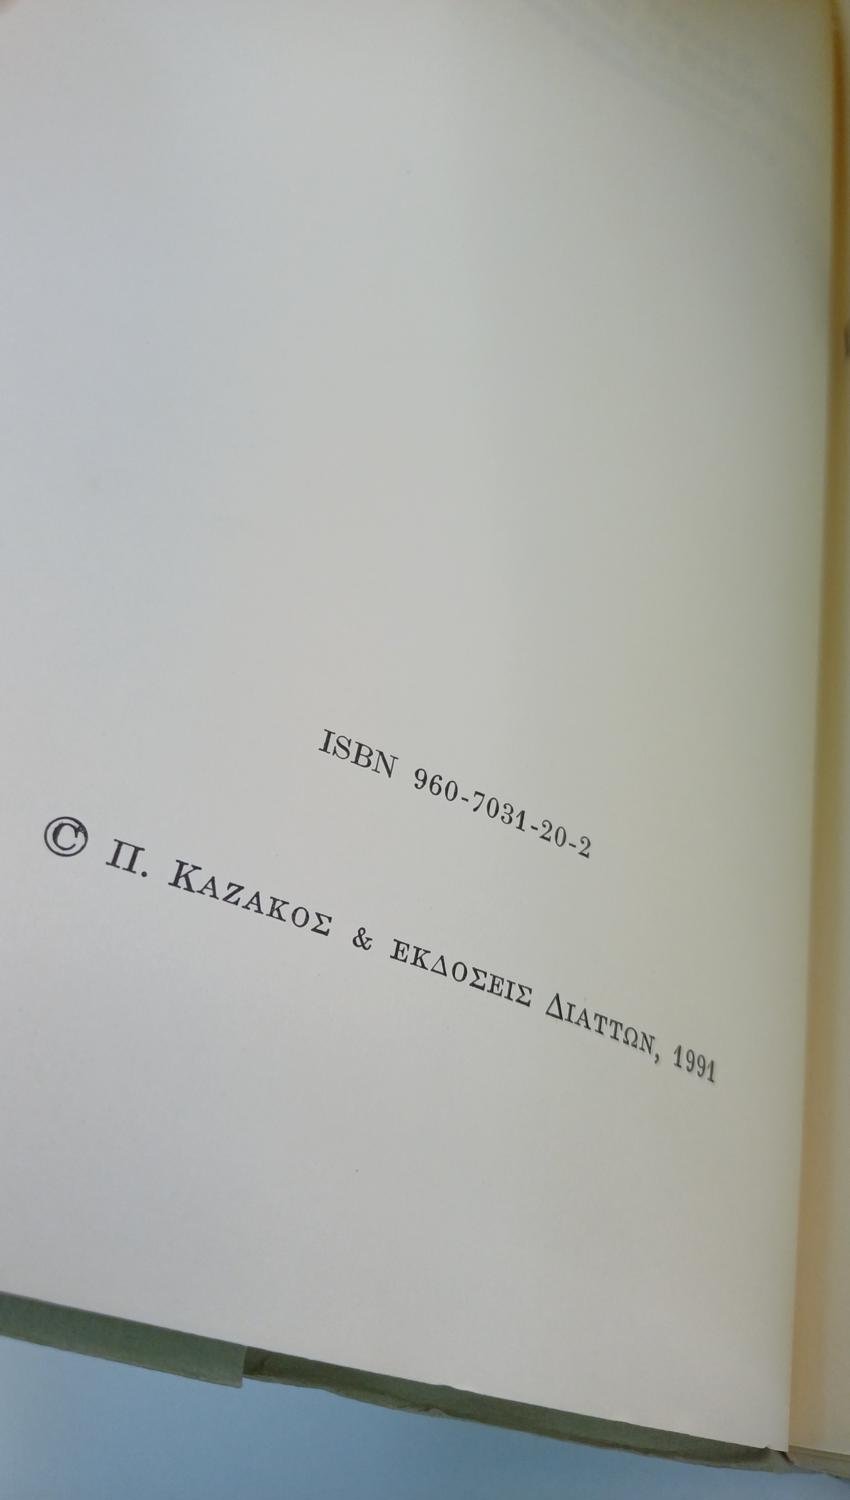 ISBN 960-7031-20-2
© Π. ΚΑΖΑΚΟΣ & ΕΚΔΟΣΕΙΣ ΔΙΑΤΤΩΝ, 1991